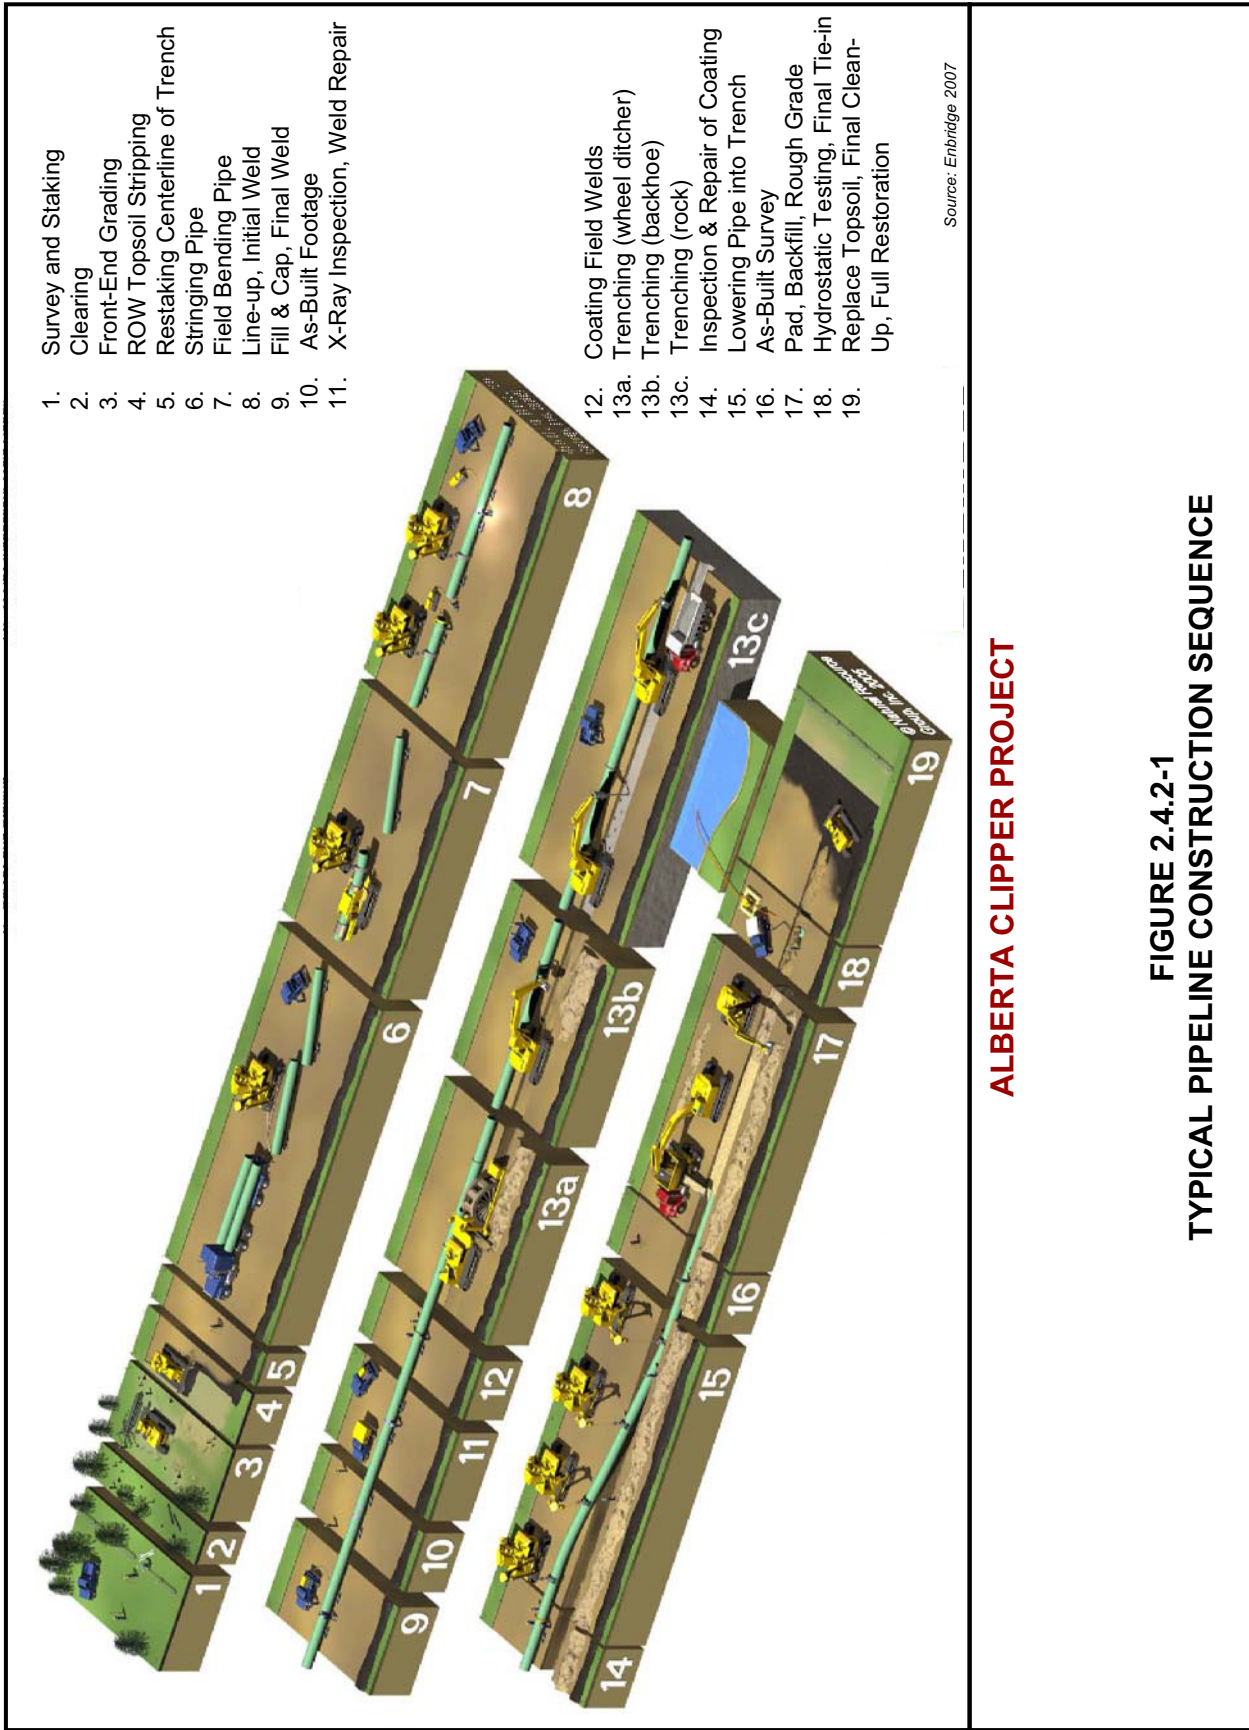 1. Survey and Staking
2. Clearing
3. Front-End Grading
4. ROW Topsoil Stripping
5. Restaking Centerline of Trench
6. Stringing Pipe
7. Field Bending Pipe
8. Line-up, Initial Weld
9. Fill & Cap, Final Weld
10. As-Built Footage
11. X-Ray Inspection, Weld Repair
12. Coating Field Welds
13a. Trenching (wheel ditcher)
13b. Trenching (backhoe)
13c. Trenching (rock)
14. Inspection & Repair of Coating
15. Lowering Pipe into Trench
16. As-Built Survey
17. Pad, Backfill, Rough Grade
18. Hydrostatic Testing, Final Tie-in
19. Replace Topsoil, Final Clean-
Up, Full Restoration
1
2
3
4
5
6
7
8
9
10
11
12
13a
13b
13c
14
15
16
17
18
19
© Natural Resource
Group, Inc. 2005
Source: Enbridge 2007
ALBERTA CLIPPER PROJECT
FIGURE 2.4.2-1
TYPICAL PIPELINE CONSTRUCTION SEQUENCE